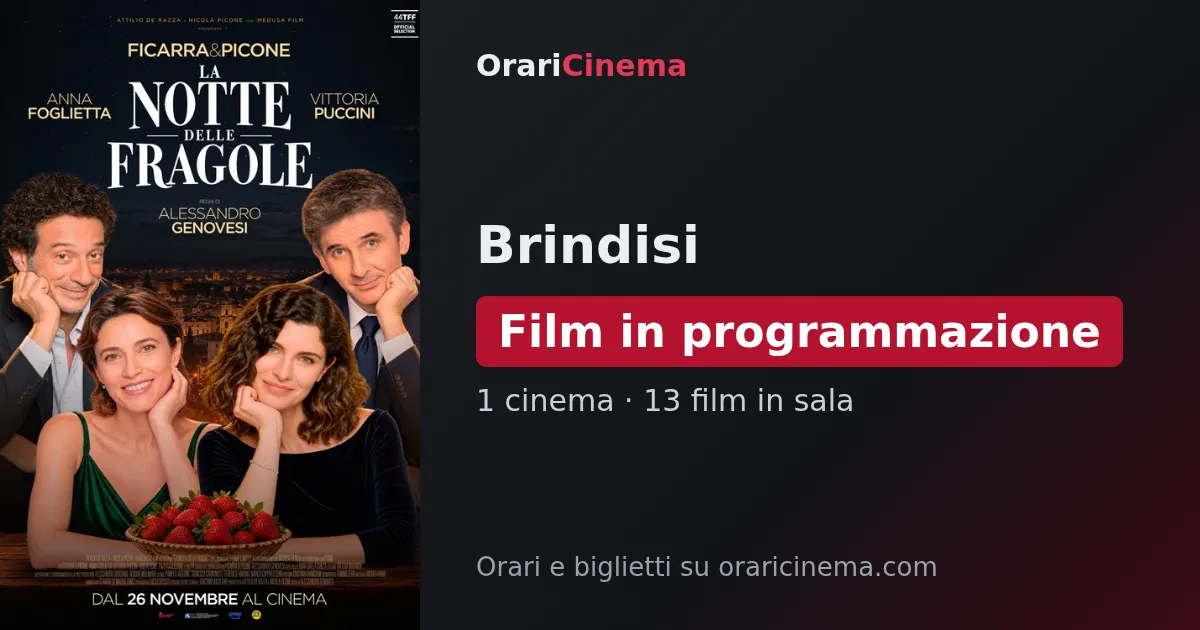 ATTILIO DE RAZZA e NICOLA PICONE con MEDUSA FILM
44TFF
OFFICIAL
SELECTION
FICARRA&PICONE
LA
NOTTE
DELLE
FRAGOLE
ANNA
FOGLIETTA
VITTORIA
PUCCINI
REGIA DI
ALESSANDRO
GENOVESI
DAL 26 NOVEMBRE AL CINEMA
OrariCinema
Brindisi
Film in programmazione
1 cinema · 13 film in sala
Orari e biglietti su oraricinema.com